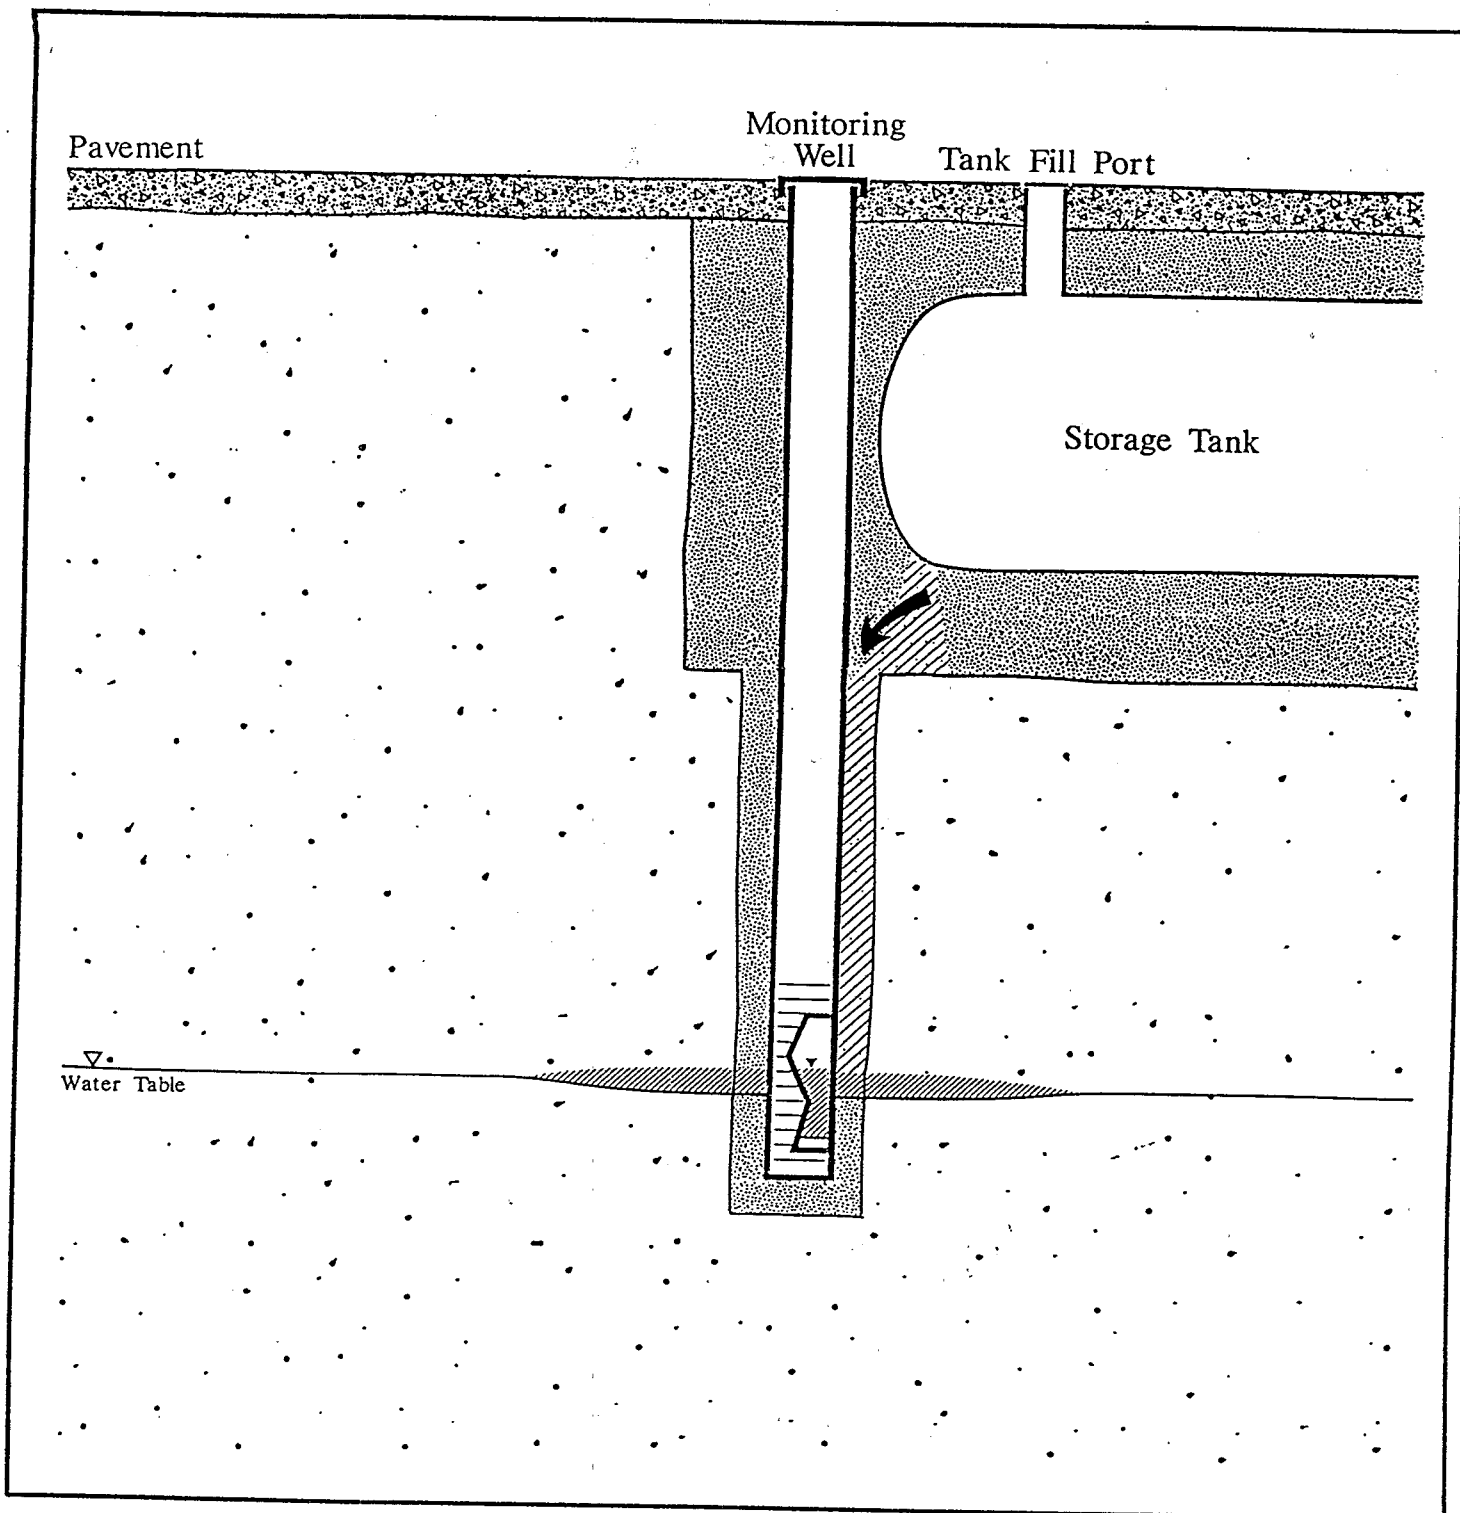 Pavement
Monitoring
Well
Tank Fill Port
Storage Tank
Water Table